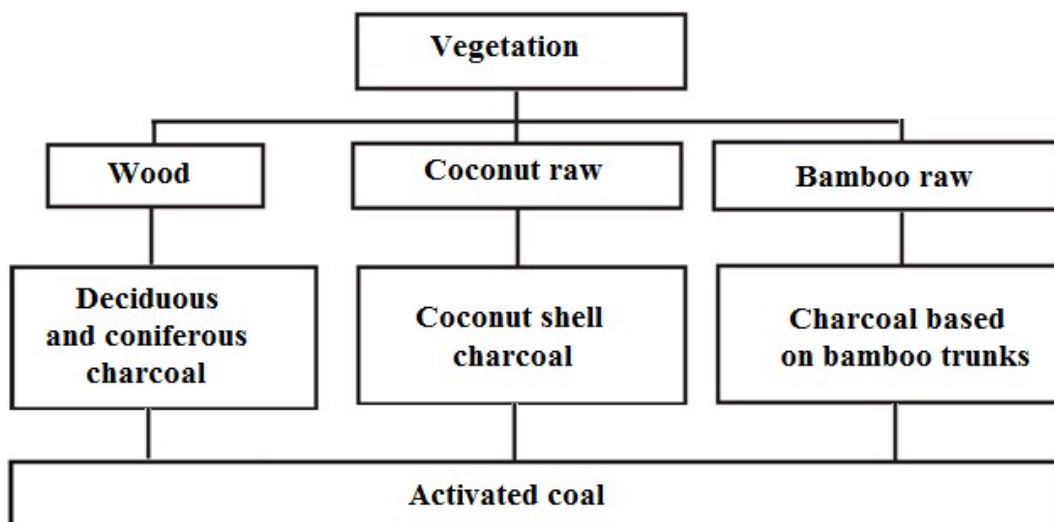 Vegetation
Wood
Coconut raw
Bamboo raw
Deciduous
and coniferous
charcoal
Coconut shell
charcoal
Charcoal based
on bamboo trunks
Activated coal